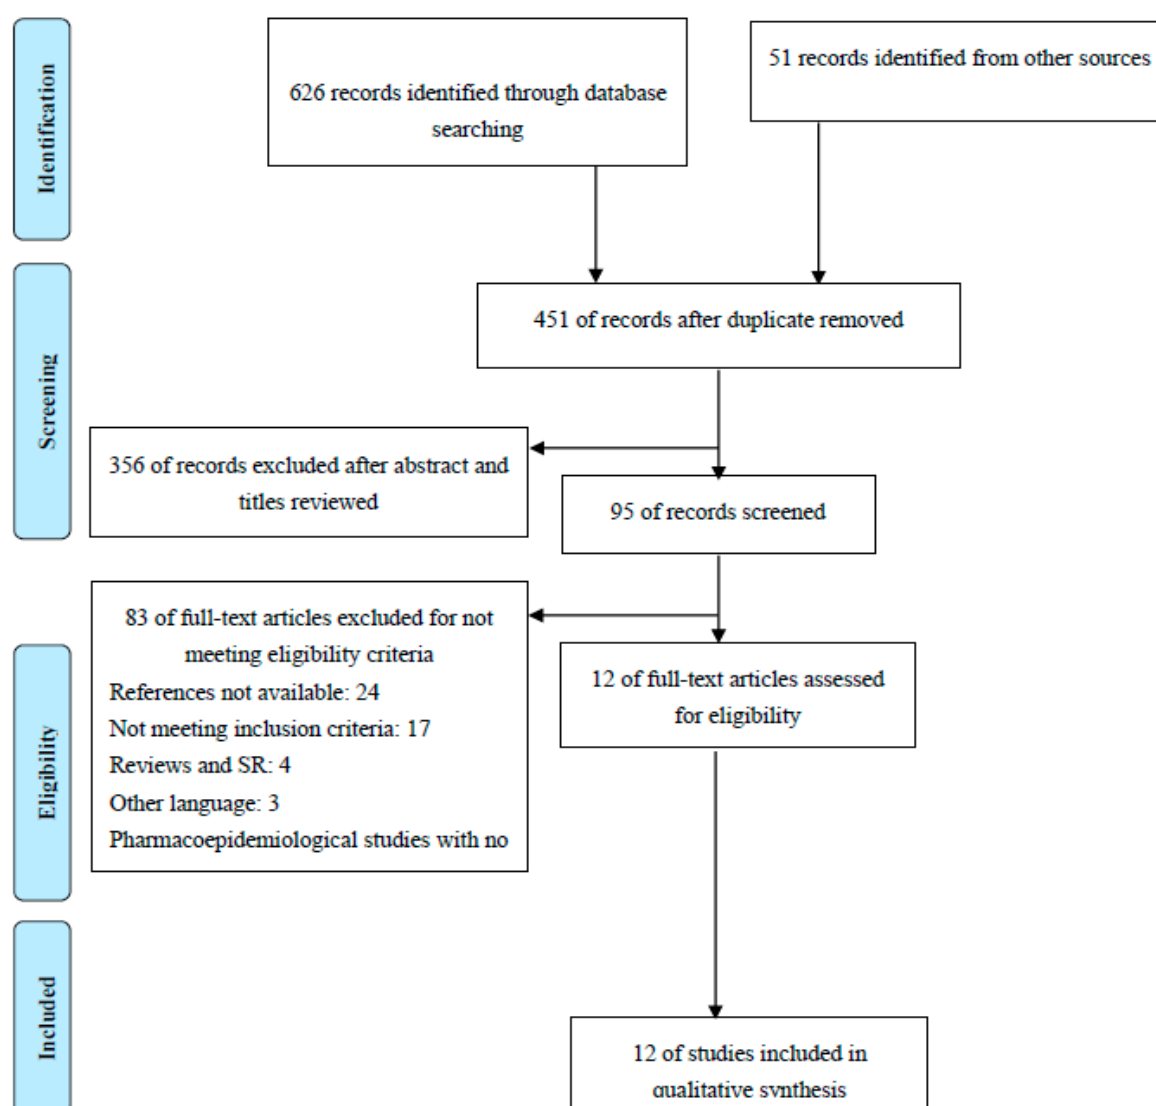 Identification
626 records identified through database
searching
51 records identified from other sources
Screening
451 of records after duplicate removed
356 of records excluded after abstract and
titles reviewed
95 of records screened
Eligibility
83 of full-text articles excluded for not
meeting eligibility criteria
References not available: 24
Not meeting inclusion criteria: 17
Reviews and SR: 4
Other language: 3
Pharmacoepidemiological studies with no
12 of full-text articles assessed
for eligibility
Included
12 of studies included in
qualitative synthesis